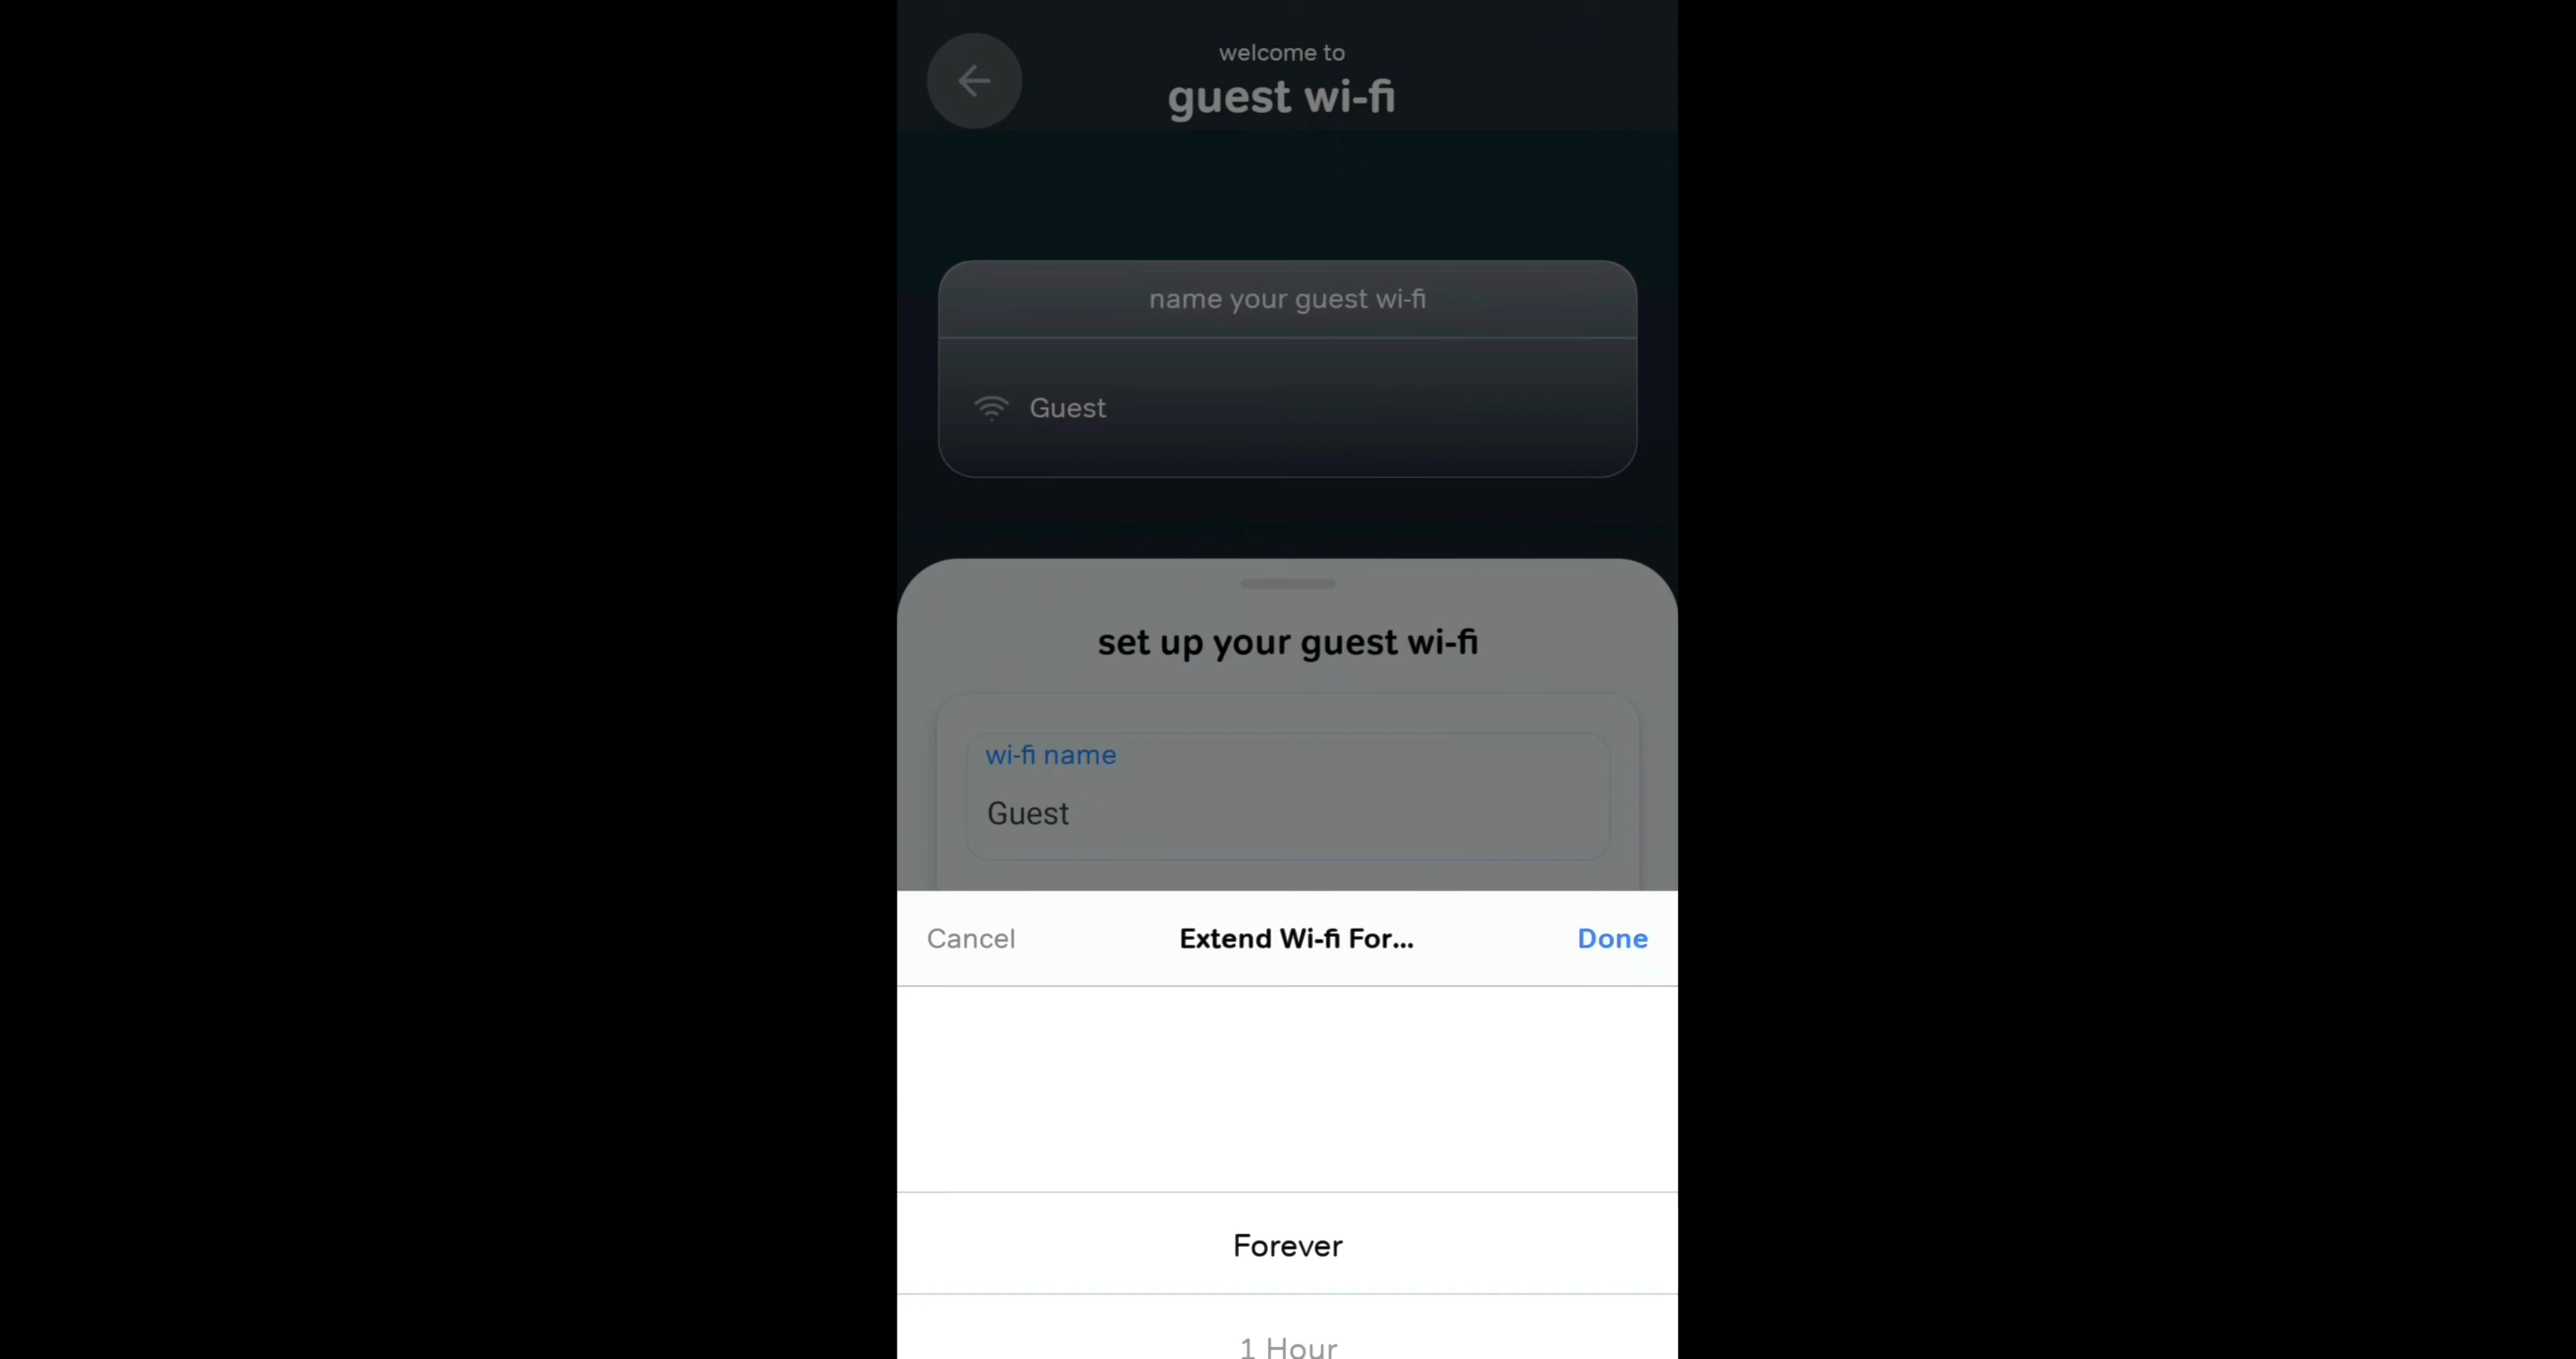 welcome to
guest wi-fi
name your guest wi-fi
Guest
set up your guest wi-fi
wi-fi name
Guest
Cancel Extend Wi-fi For... Done
Forever
1 Hour